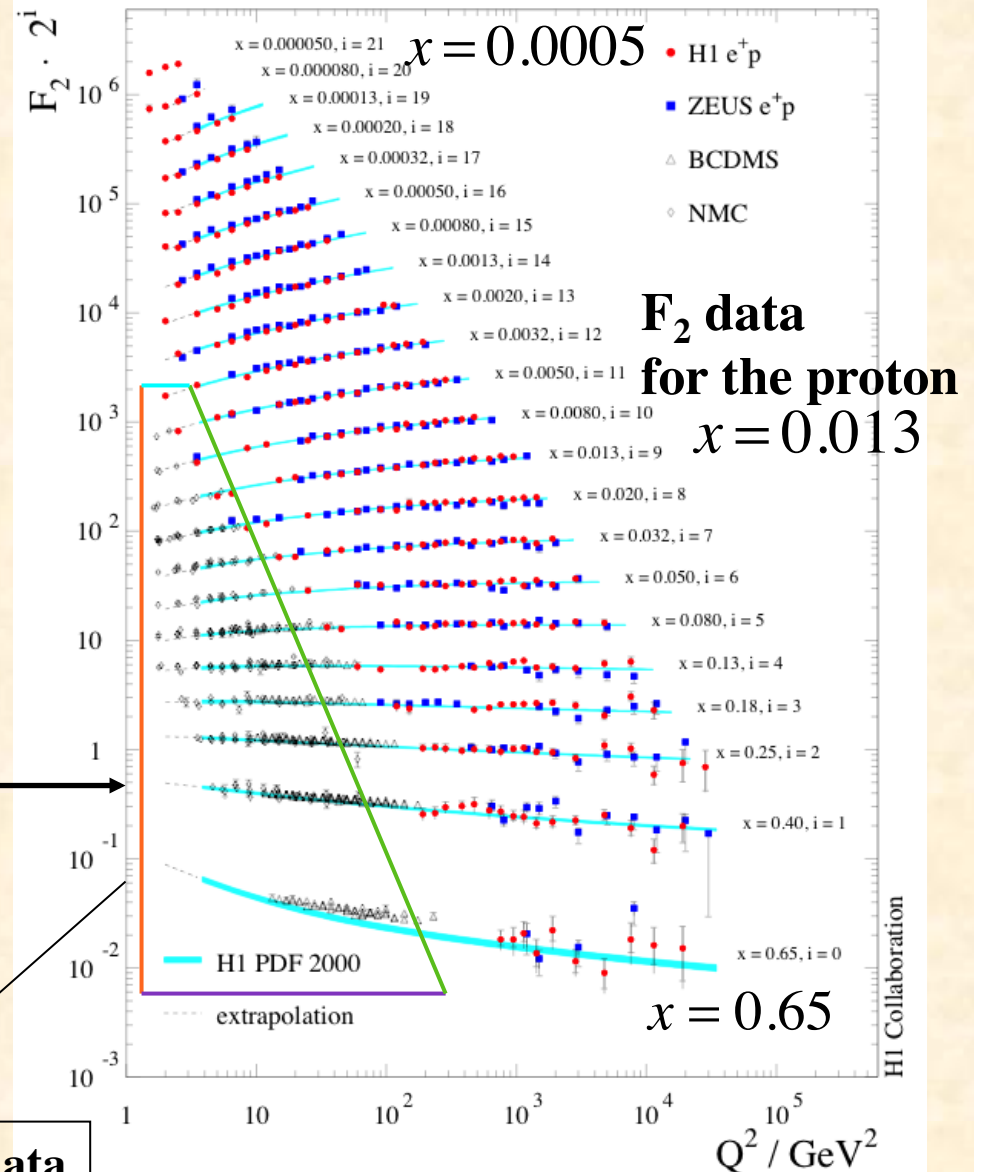 F₂ · 2ⁱ
x = 0.000050, i = 21
x = 0.0005
x = 0.000080, i = 20
x = 0.00013, i = 19
x = 0.00020, i = 18
x = 0.00032, i = 17
x = 0.00050, i = 16
x = 0.00080, i = 15
x = 0.0013, i = 14
x = 0.0020, i = 13
x = 0.0032, i = 12
x = 0.0050, i = 11
x = 0.0080, i = 10
x = 0.013, i = 9
x = 0.020, i = 8
x = 0.032, i = 7
x = 0.050, i = 6
x = 0.080, i = 5
x = 0.13, i = 4
x = 0.18, i = 3
x = 0.25, i = 2
x = 0.40, i = 1
x = 0.65, i = 0
H1 e⁺p
ZEUS e⁺p
BCDMS
NMC
F₂ data
for the proton
x = 0.013
x = 0.65
H1 PDF 2000
extrapolation
H1 Collaboration
10⁶
10⁵
10⁴
10³
10²
10
1
10⁻¹
10⁻²
10⁻³
1 10 10² 10³ 10⁴ 10⁵
Q² / GeV²
ata